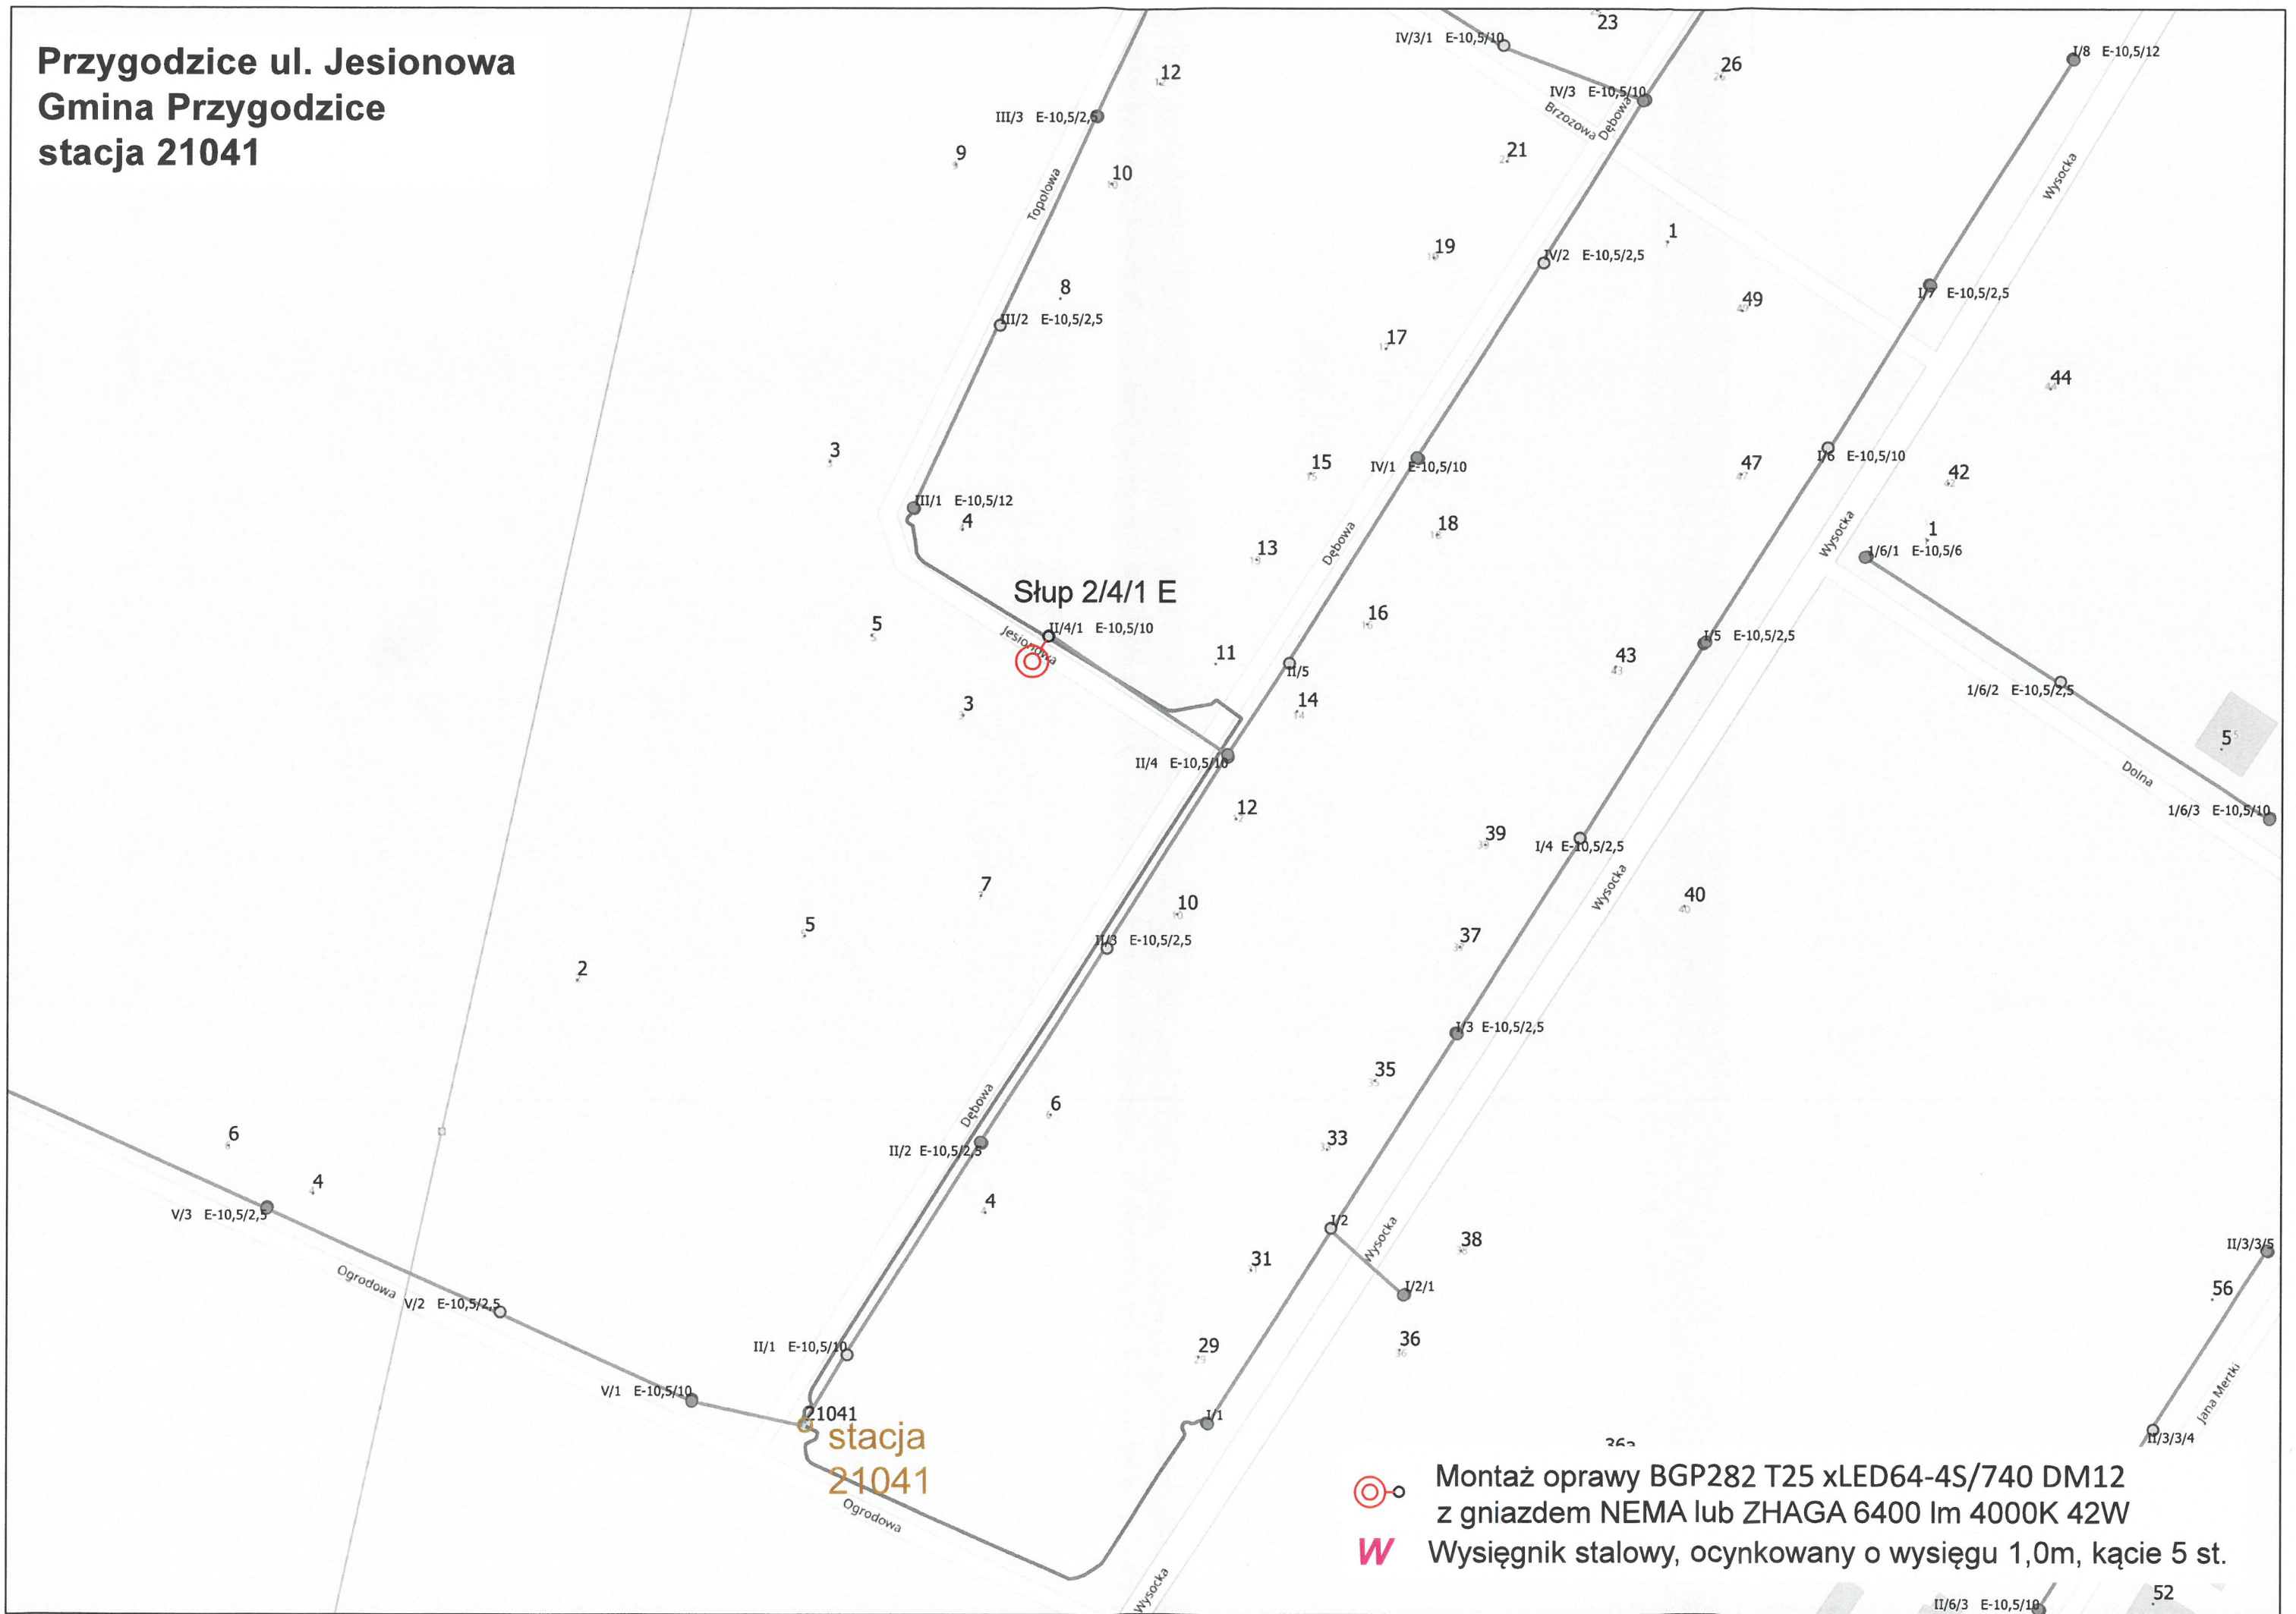 Przygodzice ul. Jesionowa
Gmina Przygodzice
stacja 21041
23
IV/3/1 E-10,5/10
26
I/8 E-10,5/12
12
IV/3 E-10,5/10
III/3 E-10,5/2,5
Brzozowa
Dębowa
9
10
21
Wysocka
Topolowa
19
1
IV/2 E-10,5/2,5
8
49
I/7 E-10,5/2,5
III/2 E-10,5/2,5
17
44
3
15
IV/1 E-10,5/10
47
I/6 E-10,5/10
42
III/1 E-10,5/12
4
18
Wysocka
1
13
Dębowa
1/6/1 E-10,5/6
Słup 2/4/1 E
5
16
II/4/1 E-10,5/10
Jesionowa
I/5 E-10,5/2,5
11
43
II/5
1/6/2 E-10,5/2,5
3
14
5
II/4 E-10,5/10
Dolna
12
1/6/3 E-10,5/10
39
I/4 E-10,5/2,5
7
Wysocka
40
10
5
37
II/3 E-10,5/2,5
2
I/3 E-10,5/2,5
35
Dębowa
6
6
33
II/2 E-10,5/2,5
4
4
V/3 E-10,5/2,5
I/2
Wysocka
38
II/3/3/5
31
Ogrodowa
I/2/1
56
V/2 E-10,5/2,5
36
II/1 E-10,5/10
29
V/1 E-10,5/10
Jana Mertki
21041
I/1
stacja
21041
II/3/3/4
36a
Ogrodowa
Montaż oprawy BGP282 T25 xLED64-4S/740 DM12
z gniazdem NEMA lub ZHAGA 6400 lm 4000K 42W
W Wysięgnik stalowy, ocynkowany o wysięgu 1,0m, kącie 5 st.
Wysocka
52
II/6/3 E-10,5/10